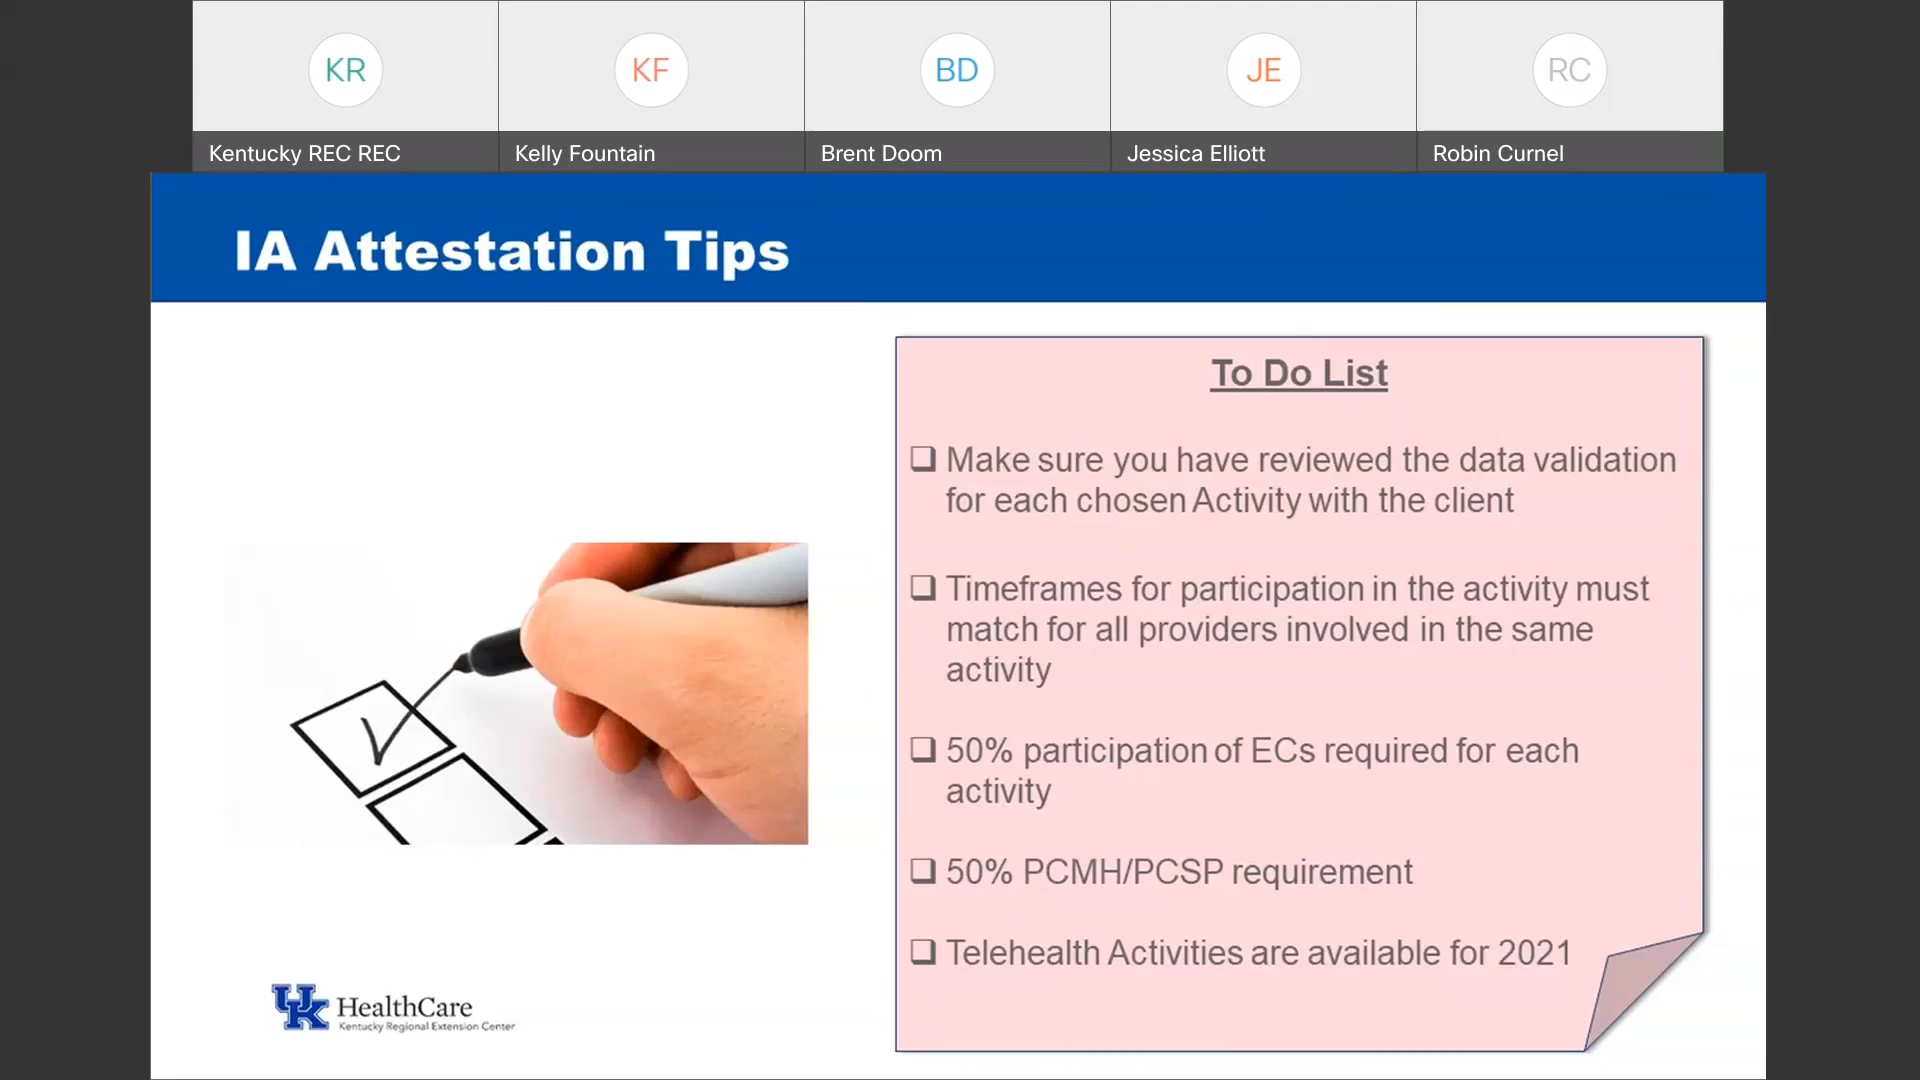 KR
KF
BD
JE
RC
Kentucky REC REC
Kelly Fountain
Brent Doom
Jessica Elliott
Robin Curnel
IA Attestation Tips
To Do List
Make sure you have reviewed the data validation
for each chosen Activity with the client
Timeframes for participation in the activity must
match for all providers involved in the same
activity
50% participation of ECs required for each
activity
50% PCMH/PCSP requirement
Telehealth Activities are available for 2021
UK HealthCare
Kentucky Regional Extension Center